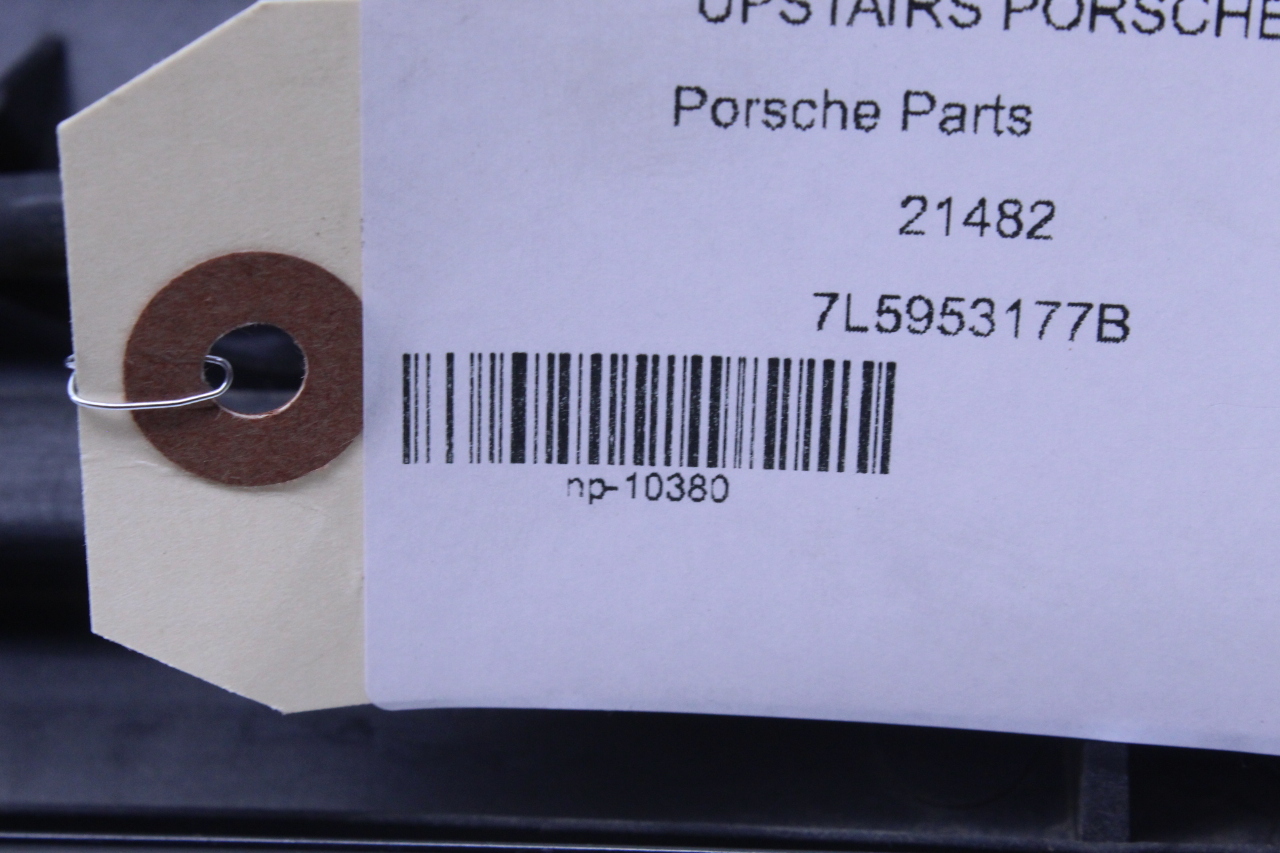 UPSTAIRS PORSCHE
Porsche Parts
21482
7L5953177B
np-10380